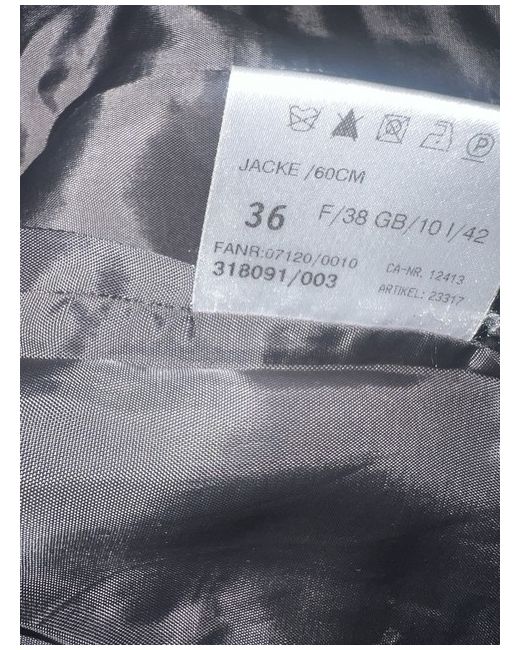 P
JACKE /60CM
36 F/38 GB/10 I/42
FANR:07120/0010 CA-NR. 12413
318091/003 ARTIKEL: 23317